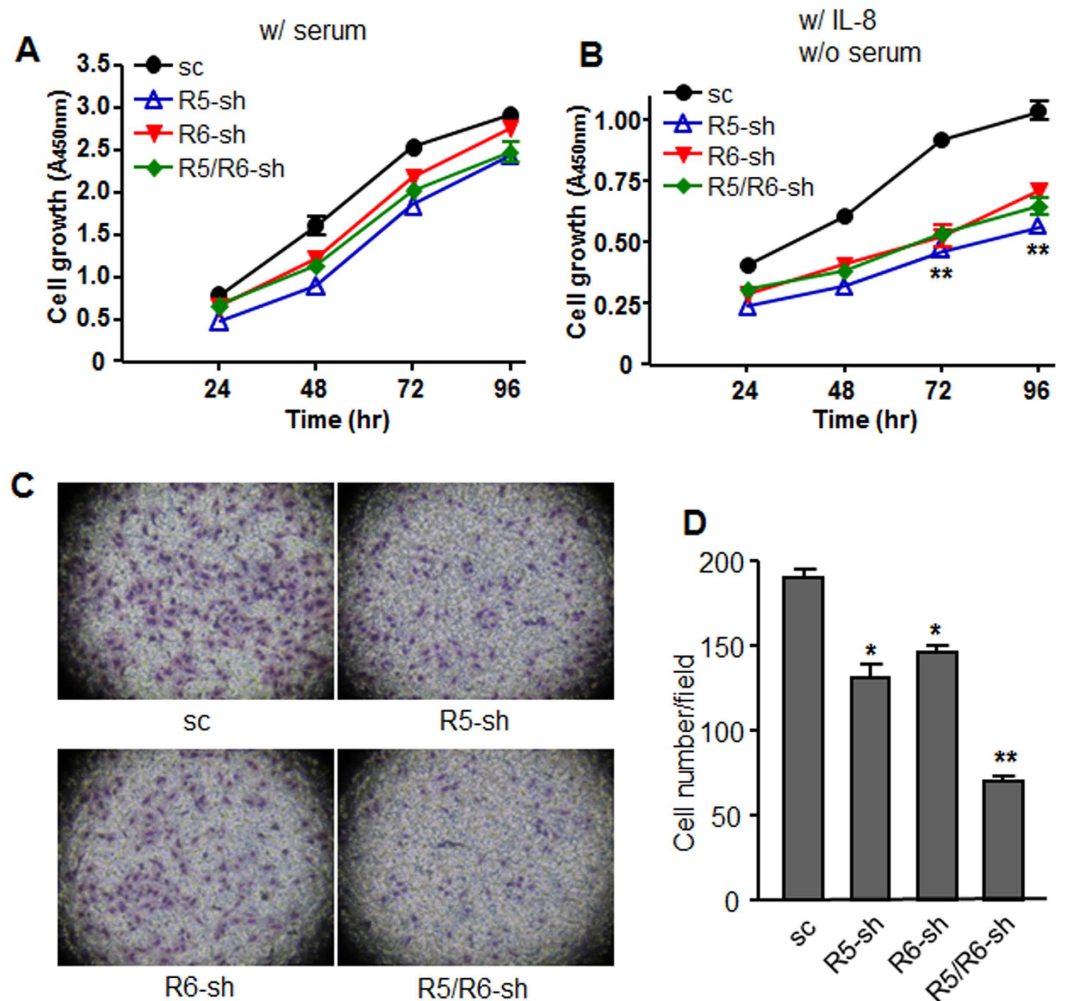 A
w/ serum
Cell growth (A450nm)
3.5
3.0
2.5
2.0
1.5
1.0
0.5
0
sc
R5-sh
R6-sh
R5/R6-sh
24
48
72
96
Time (hr)
B
w/ IL-8
w/o serum
Cell growth (A450nm)
1.00
0.75
0.50
0.25
0
sc
R5-sh
R6-sh
R5/R6-sh
**
**
24
48
72
96
Time (hr)
C
sc
R5-sh
R6-sh
R5/R6-sh
D
Cell number/field
200
150
100
50
0
*
*
**
sc
R5-sh
R6-sh
R5/R6-sh